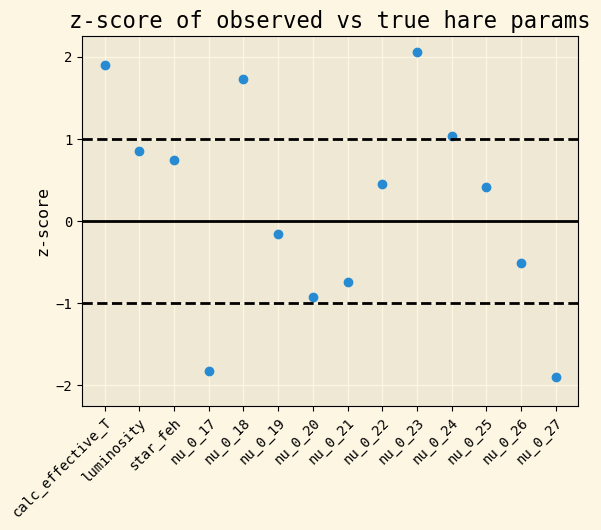 z-score of observed vs true hare params
z-score
2
1
0
−1
−2
calc_effective_T
luminosity
star_feh
nu_0_17
nu_0_18
nu_0_19
nu_0_20
nu_0_21
nu_0_22
nu_0_23
nu_0_24
nu_0_25
nu_0_26
nu_0_27